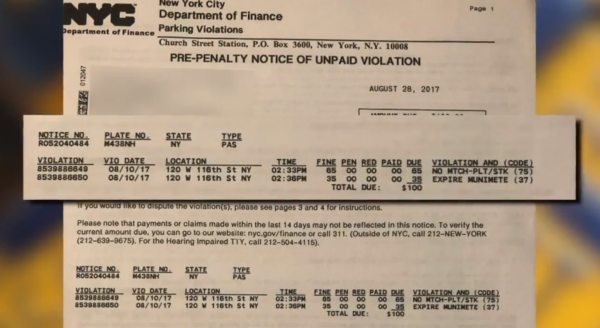 NYC
Department of Finance
New York City
Department of Finance
Parking Violations
Page 1
Church Street Station, P.O. Box 3600, New York, N.Y. 10008
PRE-PENALTY NOTICE OF UNPAID VIOLATION
012047
AUGUST 28, 2017
NOTICE NO. PLATE NO. STATE TYPE
R052040484 M438NH NY PAS
VIOLATION VIO DATE LOCATION TIME FINE PEN RED PAID DUE VIOLATION AND (CODE)
8539886649 08/10/17 120 W 116th St NY 02:33PM 65 00 00 00 65 NO MTCH-PLT/STK (75)
8539886650 08/10/17 120 W 116th St NY 02:36PM 35 00 00 00 35 EXPIRE MUNIMETE (37)
TOTAL DUE: $100
If you would like to dispute the violation(s), please see pages 3 and 4 for instructions.
Please note that payments or claims made within the last 14 days may not be reflected in this notice. To verify the
current amount due, you can go to our website: nyc.gov/finance or call 311. (Outside of NYC, call 212-NEW-YORK
(212-639-9675). For the Hearing Impaired TTY, call 212-504-4115).
NOTICE NO. PLATE NO. STATE TYPE
R052040484 M438NH NY PAS
VIOLATION VIO DATE LOCATION TIME FINE PEN RED PAID DUE VIOLATION AND (CODE)
8539886649 08/10/17 120 W 116th St NY 02:33PM 65 00 00 00 65 NO MTCH-PLT/STK (75)
8539886650 08/10/17 120 W 116th St NY 02:36PM 35 00 00 00 35 EXPIRE MUNIMETE (37)
TOTAL DUE: $100